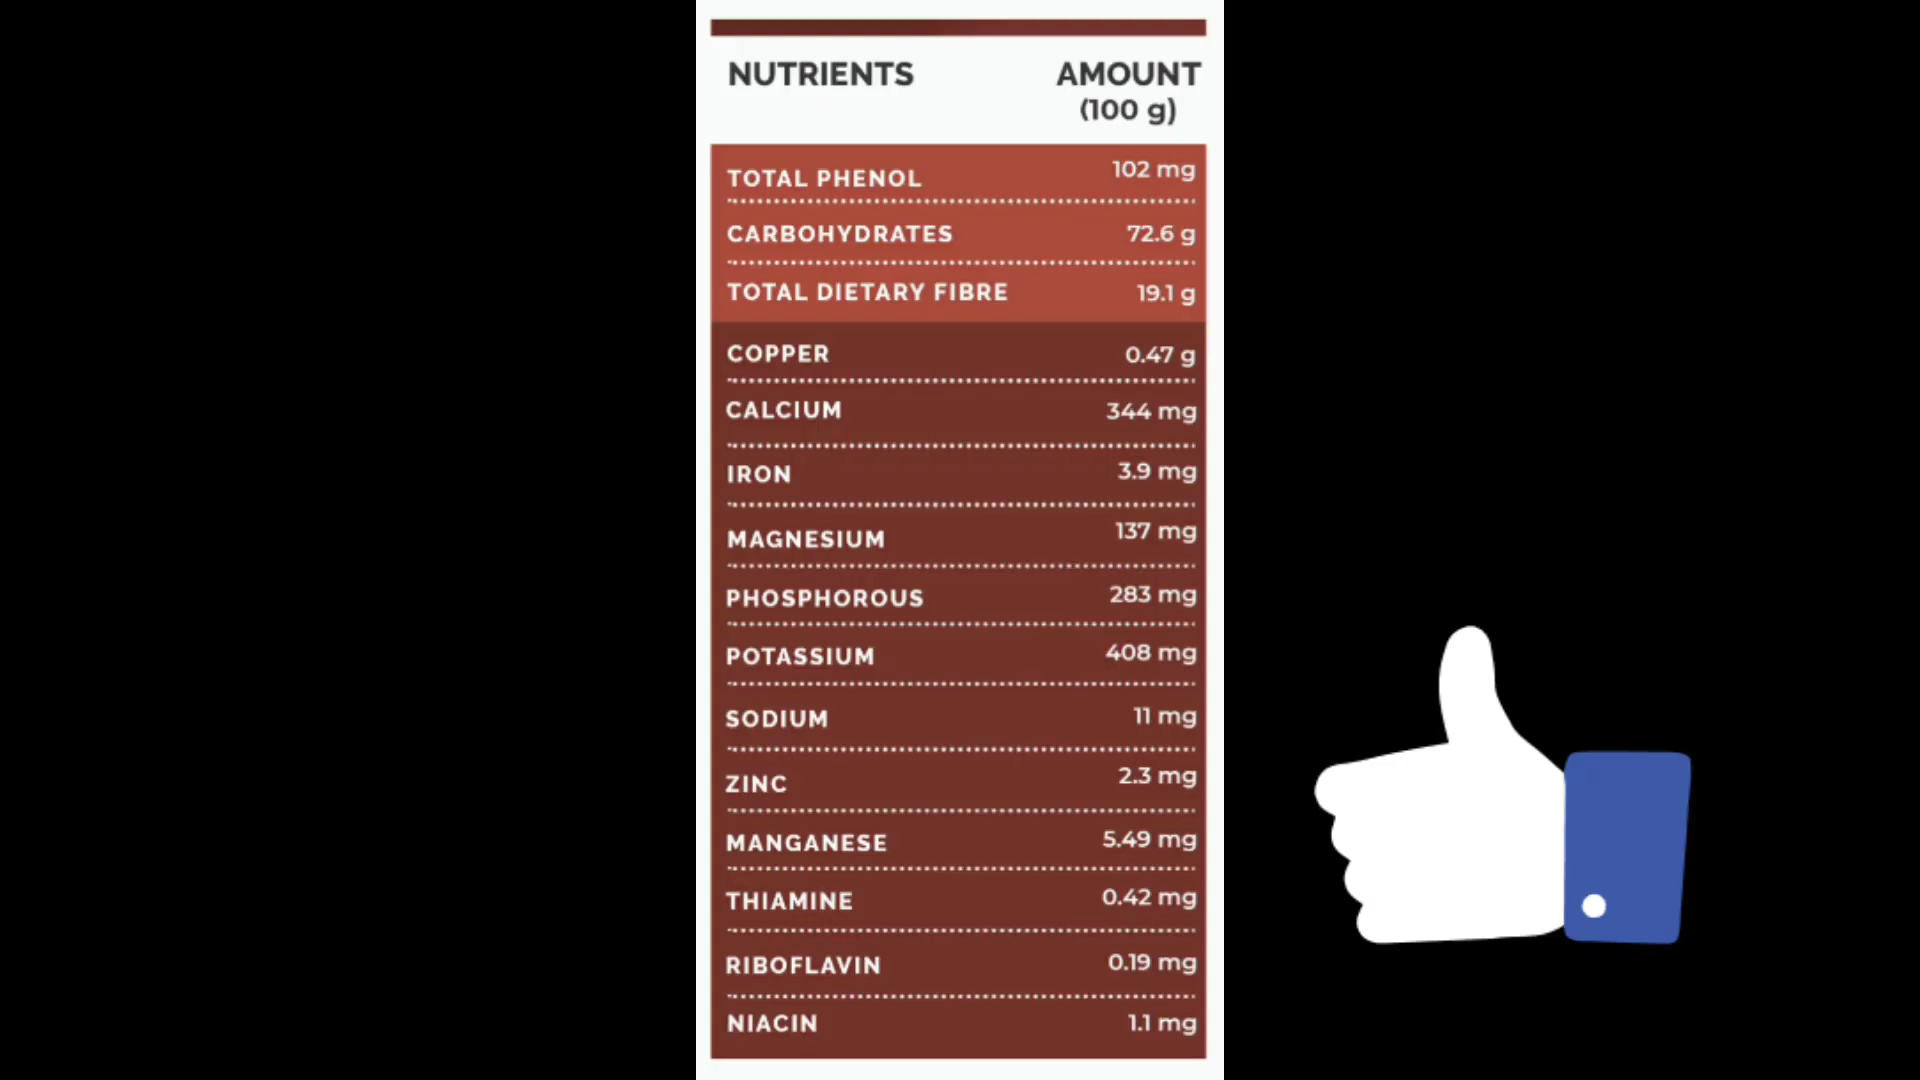 NUTRIENTS AMOUNT
(100 g)
TOTAL PHENOL 102 mg
CARBOHYDRATES 72.6 g
TOTAL DIETARY FIBRE 19.1 g
COPPER 0.47 g
CALCIUM 344 mg
IRON 3.9 mg
MAGNESIUM 137 mg
PHOSPHOROUS 283 mg
POTASSIUM 408 mg
SODIUM 11 mg
ZINC 2.3 mg
MANGANESE 5.49 mg
THIAMINE 0.42 mg
RIBOFLAVIN 0.19 mg
NIACIN 1.1 mg